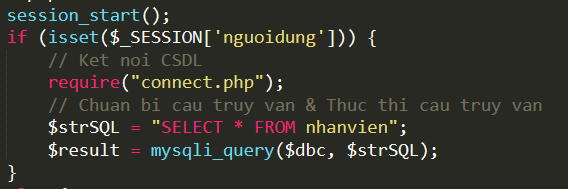 session_start();
if (isset($_SESSION['nguoidung'])) {
    // Ket noi CSDL
    require("connect.php");
    // Chuan bi cau truy van & Thuc thi cau truy van
    $strSQL = "SELECT * FROM nhanvien";
    $result = mysqli_query($dbc, $strSQL);
}